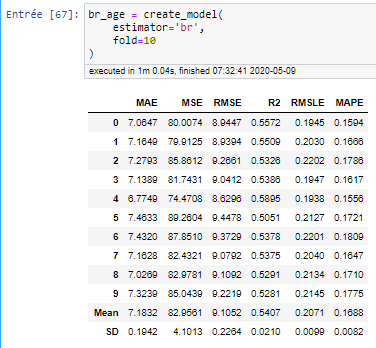 Entrée [67]: br_age = create_model(
estimator='br',
fold=10
)
executed in 1m 0.04s, finished 07:32:41 2020-05-09
MAE MSE RMSE R2 RMSLE MAPE
0 7.0647 80.0074 8.9447 0.5572 0.1945 0.1594
1 7.1649 79.9125 8.9394 0.5509 0.2030 0.1666
2 7.2793 85.8612 9.2661 0.5326 0.2202 0.1786
3 7.1389 81.7431 9.0412 0.5386 0.1947 0.1617
4 6.7749 74.4708 8.6296 0.5895 0.1938 0.1556
5 7.4633 89.2604 9.4478 0.5051 0.2127 0.1721
6 7.4320 87.8510 9.3729 0.5378 0.2201 0.1809
7 7.1628 82.4321 9.0792 0.5375 0.2040 0.1647
8 7.0269 82.9781 9.1092 0.5291 0.2134 0.1710
9 7.3239 85.0439 9.2219 0.5281 0.2145 0.1775
Mean 7.1832 82.9561 9.1052 0.5407 0.2071 0.1688
SD 0.1942 4.1013 0.2264 0.0210 0.0099 0.0082